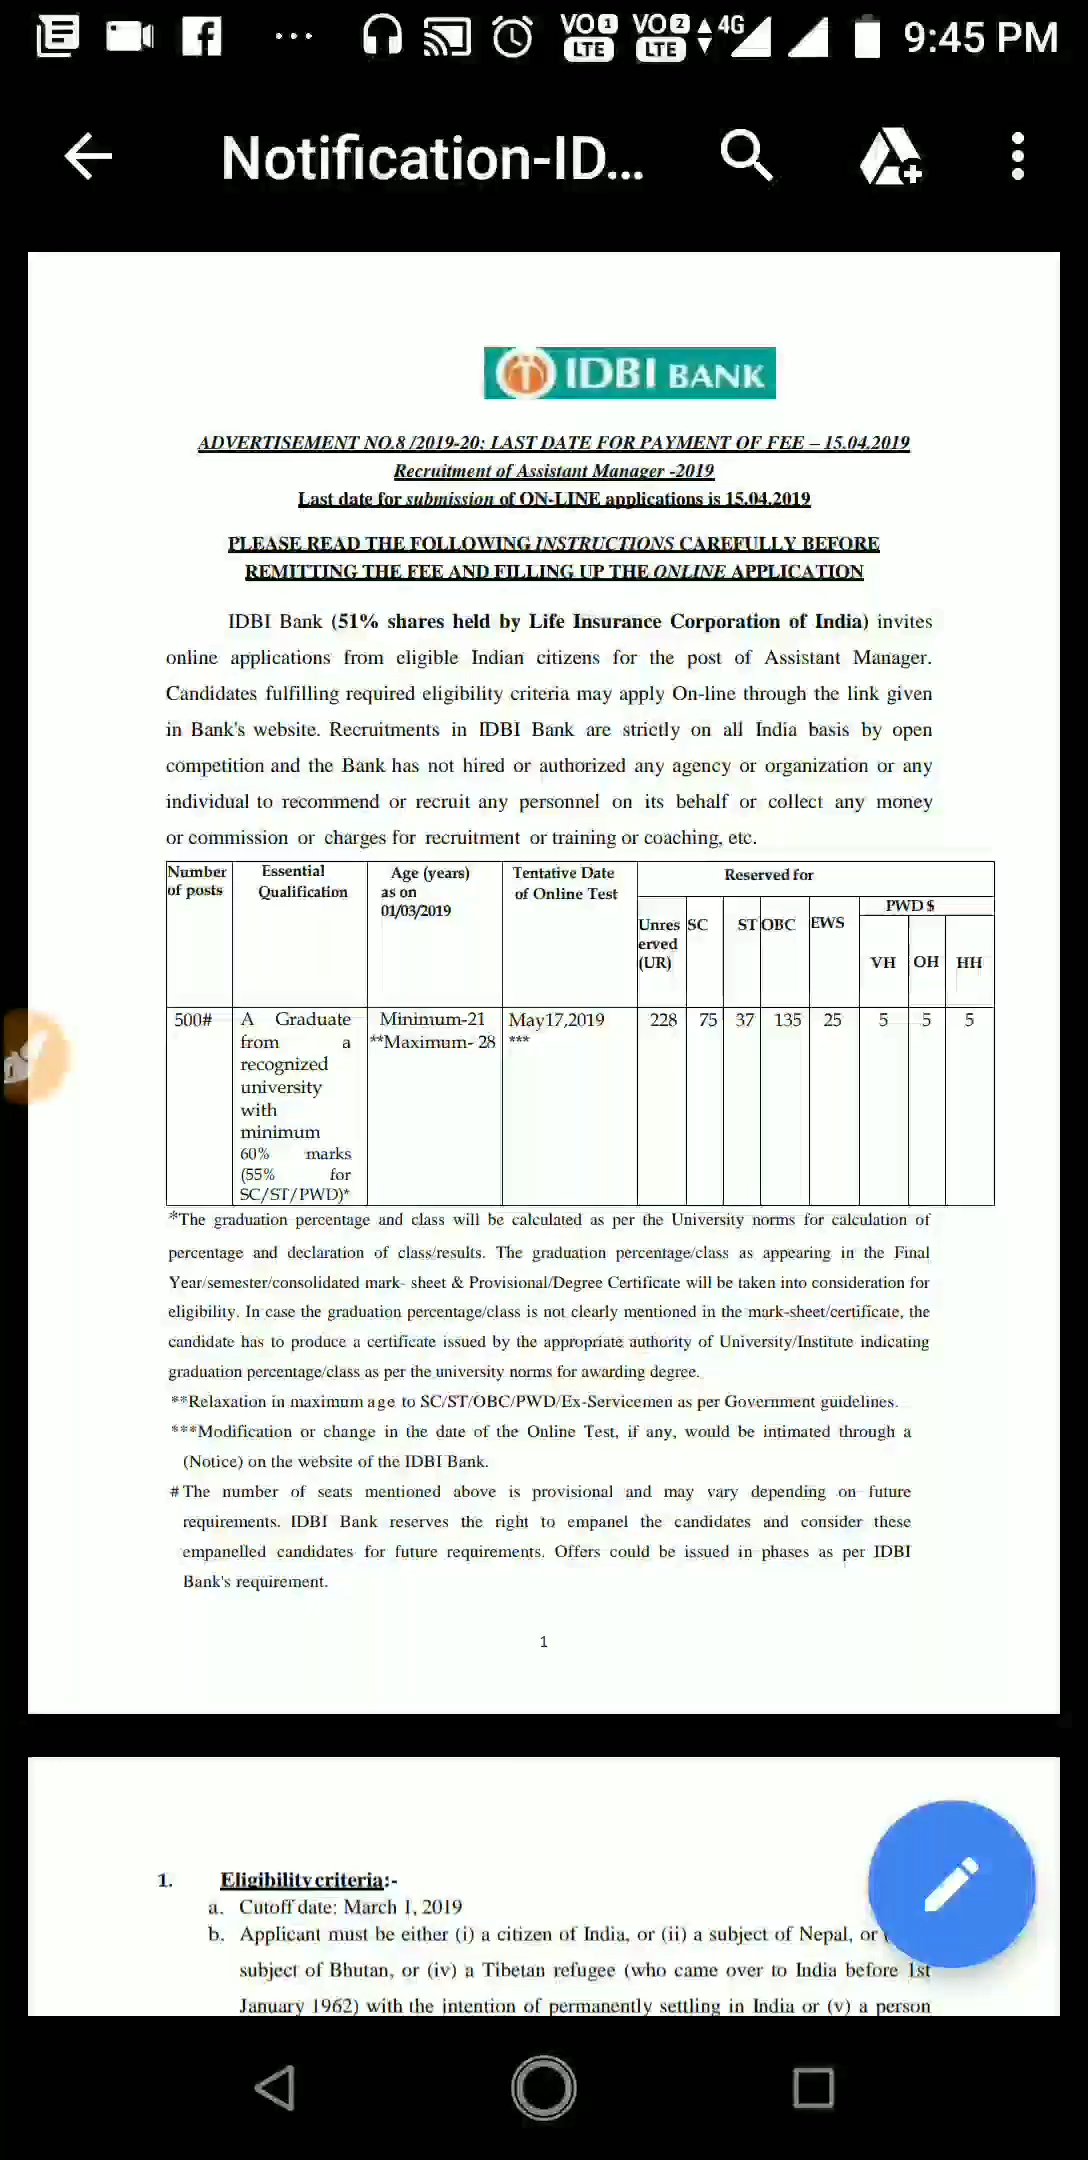 VO 1 LTE VO 2 LTE 4G 9:45 PM
Notification-ID...
IDBI BANK
ADVERTISEMENT NO.8 /2019-20: LAST DATE FOR PAYMENT OF FEE – 15.04.2019
Recruitment of Assistant Manager -2019
Last date for submission of ON-LINE applications is 15.04.2019
PLEASE READ THE FOLLOWING INSTRUCTIONS CAREFULLY BEFORE
REMITTING THE FEE AND FILLING UP THE ONLINE APPLICATION
IDBI Bank (51% shares held by Life Insurance Corporation of India) invites
online applications from eligible Indian citizens for the post of Assistant Manager.
Candidates fulfilling required eligibility criteria may apply On-line through the link given
in Bank's website. Recruitments in IDBI Bank are strictly on all India basis by open
competition and the Bank has not hired or authorized any agency or organization or any
individual to recommend or recruit any personnel on its behalf or collect any money
or commission or charges for recruitment or training or coaching, etc.
Number of posts
Essential Qualification
Age (years) as on 01/03/2019
Tentative Date of Online Test
Reserved for
Unreserved (UR) SC ST OBC EWS
PWD $
VH OH HH
500#
A Graduate
from a
recognized
university
with
minimum
60% marks
(55% for
SC/ST/PWD)*
Minimum-21
**Maximum- 28
May17,2019
***
228 75 37 135 25 5 5 5
*The graduation percentage and class will be calculated as per the University norms for calculation of
percentage and declaration of class/results. The graduation percentage/class as appearing in the Final
Year/semester/consolidated mark- sheet & Provisional/Degree Certificate will be taken into consideration for
eligibility. In case the graduation percentage/class is not clearly mentioned in the mark-sheet/certificate, the
candidate has to produce a certificate issued by the appropriate authority of University/Institute indicating
graduation percentage/class as per the university norms for awarding degree.
**Relaxation in maximum age to SC/ST/OBC/PWD/Ex-Servicemen as per Government guidelines.
***Modification or change in the date of the Online Test, if any, would be intimated through a
(Notice) on the website of the IDBI Bank.
# The number of seats mentioned above is provisional and may vary depending on future
requirements. IDBI Bank reserves the right to empanel the candidates and consider these
empanelled candidates for future requirements. Offers could be issued in phases as per IDBI
Bank's requirement.
1
1. Eligibility criteria:-
a. Cutoff date: March 1, 2019
b. Applicant must be either (i) a citizen of India, or (ii) a subject of Nepal, or
subject of Bhutan, or (iv) a Tibetan refugee (who came over to India before 1st
January 1962) with the intention of permanently settling in India or (v) a person